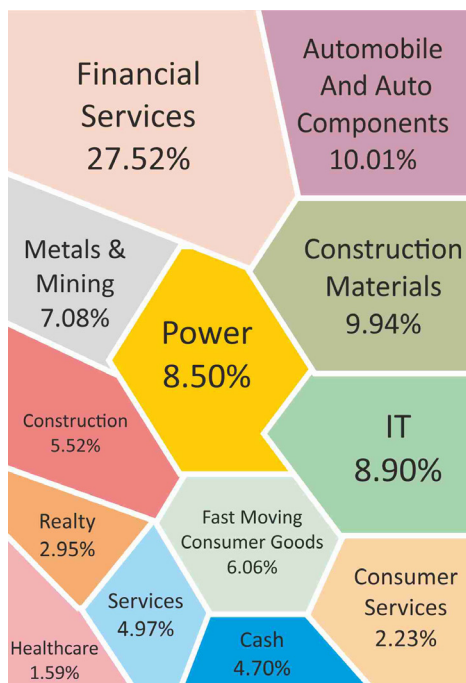 Financial
Services
27.52%
Automobile
And Auto
Components
10.01%
Metals &
Mining
7.08%
Construction
Materials
9.94%
Power
8.50%
Construction
5.52%
IT
8.90%
Realty
2.95%
Fast Moving
Consumer Goods
6.06%
Services
4.97%
Consumer
Services
2.23%
Healthcare
1.59%
Cash
4.70%